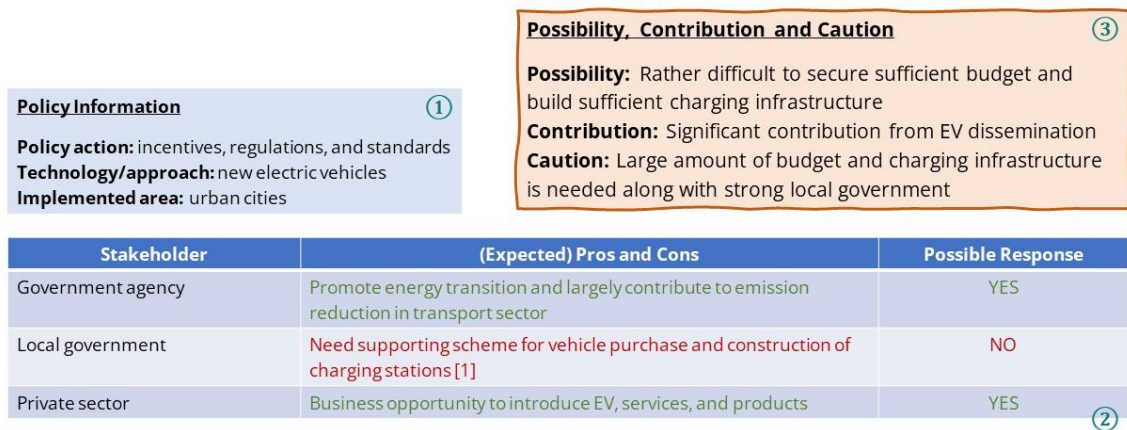 Possibility, Contribution and Caution ③
Possibility: Rather difficult to secure sufficient budget and
build sufficient charging infrastructure
Contribution: Significant contribution from EV dissemination
Caution: Large amount of budget and charging infrastructure
is needed along with strong local government
Policy Information ①
Policy action: incentives, regulations, and standards
Technology/approach: new electric vehicles
Implemented area: urban cities
Stakeholder (Expected) Pros and Cons Possible Response
Government agency Promote energy transition and largely contribute to emission YES
reduction in transport sector
Local government Need supporting scheme for vehicle purchase and construction of NO
charging stations [1]
Private sector Business opportunity to introduce EV, services, and products YES
②